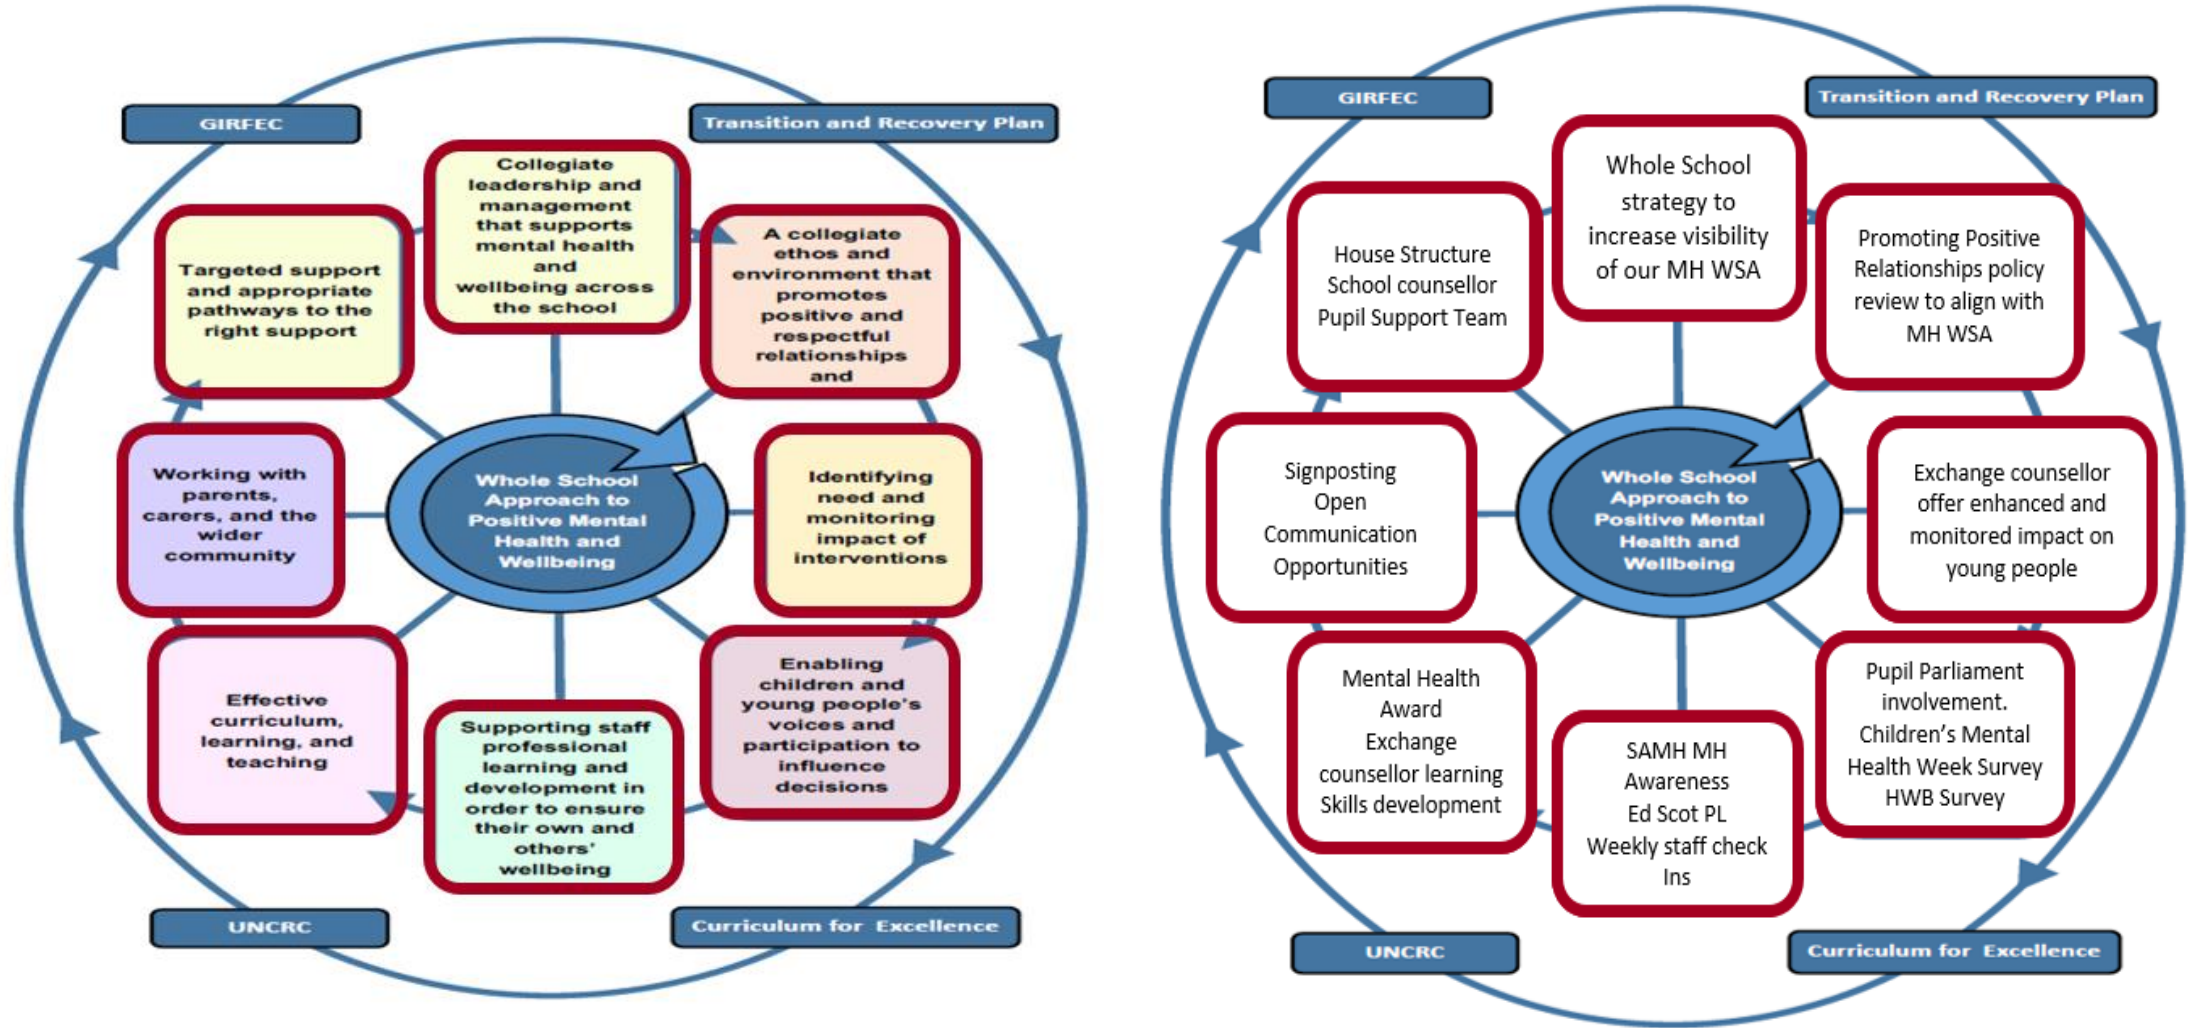 GIRFEC
Transition and Recovery Plan
Collegiate
leadership and
management
that supports
mental health
and
wellbeing across
the school
A collegiate
ethos and
environment that
promotes
positive and
respectful
relationships
and
Identifying
need and
monitoring
impact of
interventions
Enabling
children and
young people's
voices and
participation to
influence
decisions
Supporting staff
professional
learning and
development in
order to ensure
their own and
others'
wellbeing
Effective
curriculum,
learning, and
teaching
Working with
parents,
carers, and the
wider
community
Targeted support
and appropriate
pathways to the
right support
Whole School
Approach to
Positive Mental
Health and
Wellbeing
UNCRC
Curriculum for Excellence
GIRFEC
Transition and Recovery Plan
Whole School
strategy to
increase visibility
of our MH WSA
Promoting Positive
Relationships policy
review to align with
MH WSA
Exchange counsellor
offer enhanced and
monitored impact on
young people
Pupil Parliament
involvement.
Children’s Mental
Health Week Survey
HWB Survey
SAMH MH
Awareness
Ed Scot PL
Weekly staff check
Ins
Mental Health
Award
Exchange
counsellor learning
Skills development
Signposting
Open
Communication
Opportunities
House Structure
School counsellor
Pupil Support Team
Whole School
Approach to
Positive Mental
Health and
Wellbeing
UNCRC
Curriculum for Excellence